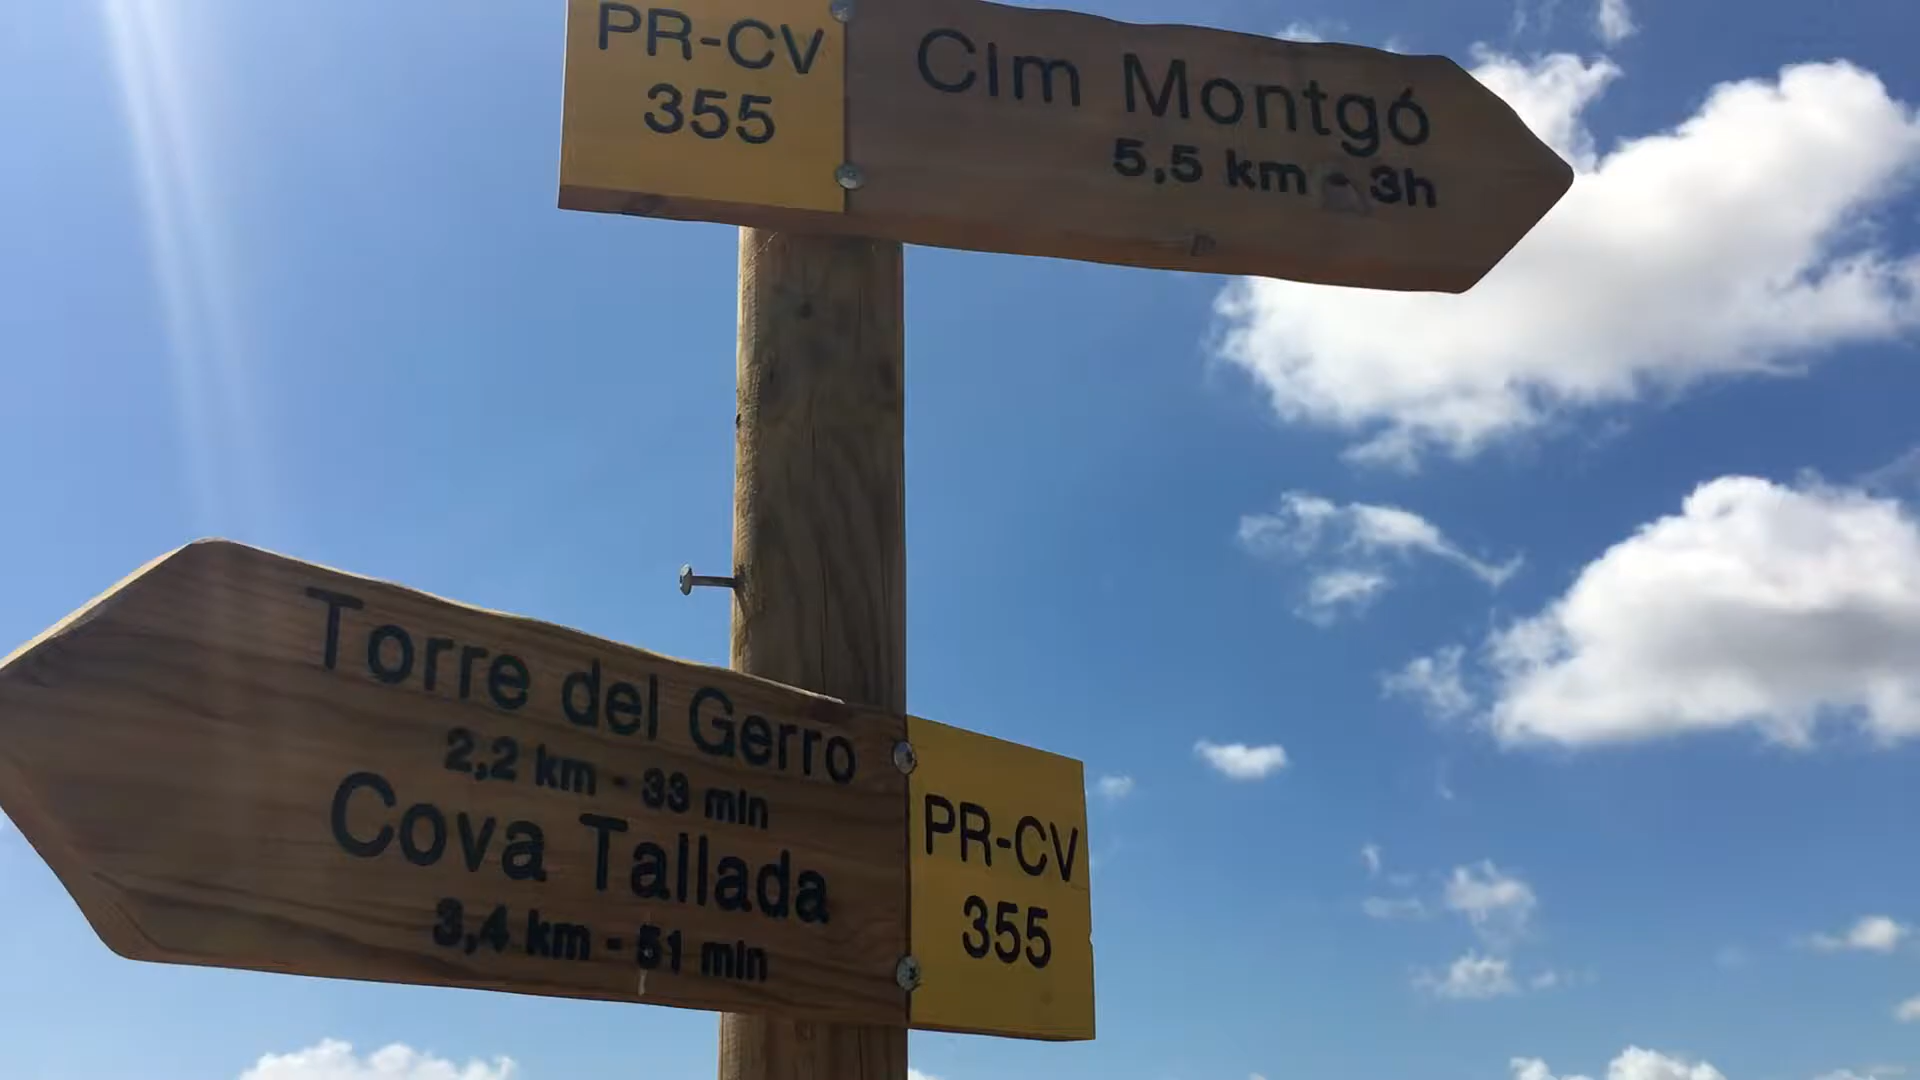 PR-CV
355
Cim Montgó
5,5 km - 3h
Torre del Gerro
2,2 km - 33 min
Cova Tallada
3,4 km - 51 min
PR-CV
355